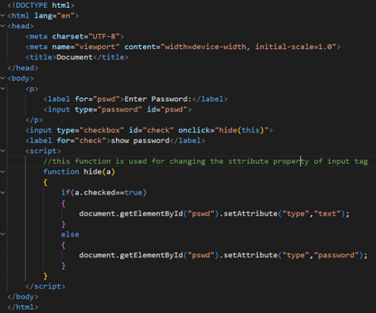 <!DOCTYPE html>
<html lang="en">
<head>
<meta charset="UTF-8">
<meta name="viewport" content="width=device-width, initial-scale=1.0">
<title>Document</title>
</head>
<body>
<p>
<label for="pswd">Enter Password:</label>
<input type="password" id="pswd">
</p>
<input type="checkbox" id="check" onclick="hide(this)">
<label for="check">show password</label>
<script>
//this function is used for changing the sttribute property of input tag
function hide(a)
{
if(a.checked==true)
{
document.getElementById("pswd").setAttribute("type","text");
}
else
{
document.getElementById("pswd").setAttribute("type","password");
}
}
</script>
</body>
</html>